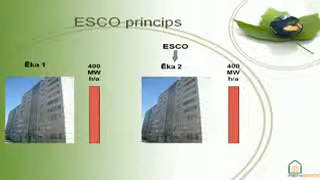 ESCO princips
ESCO
Ēka 1
400
MW
h/a
Ēka 2
400
MW
h/a